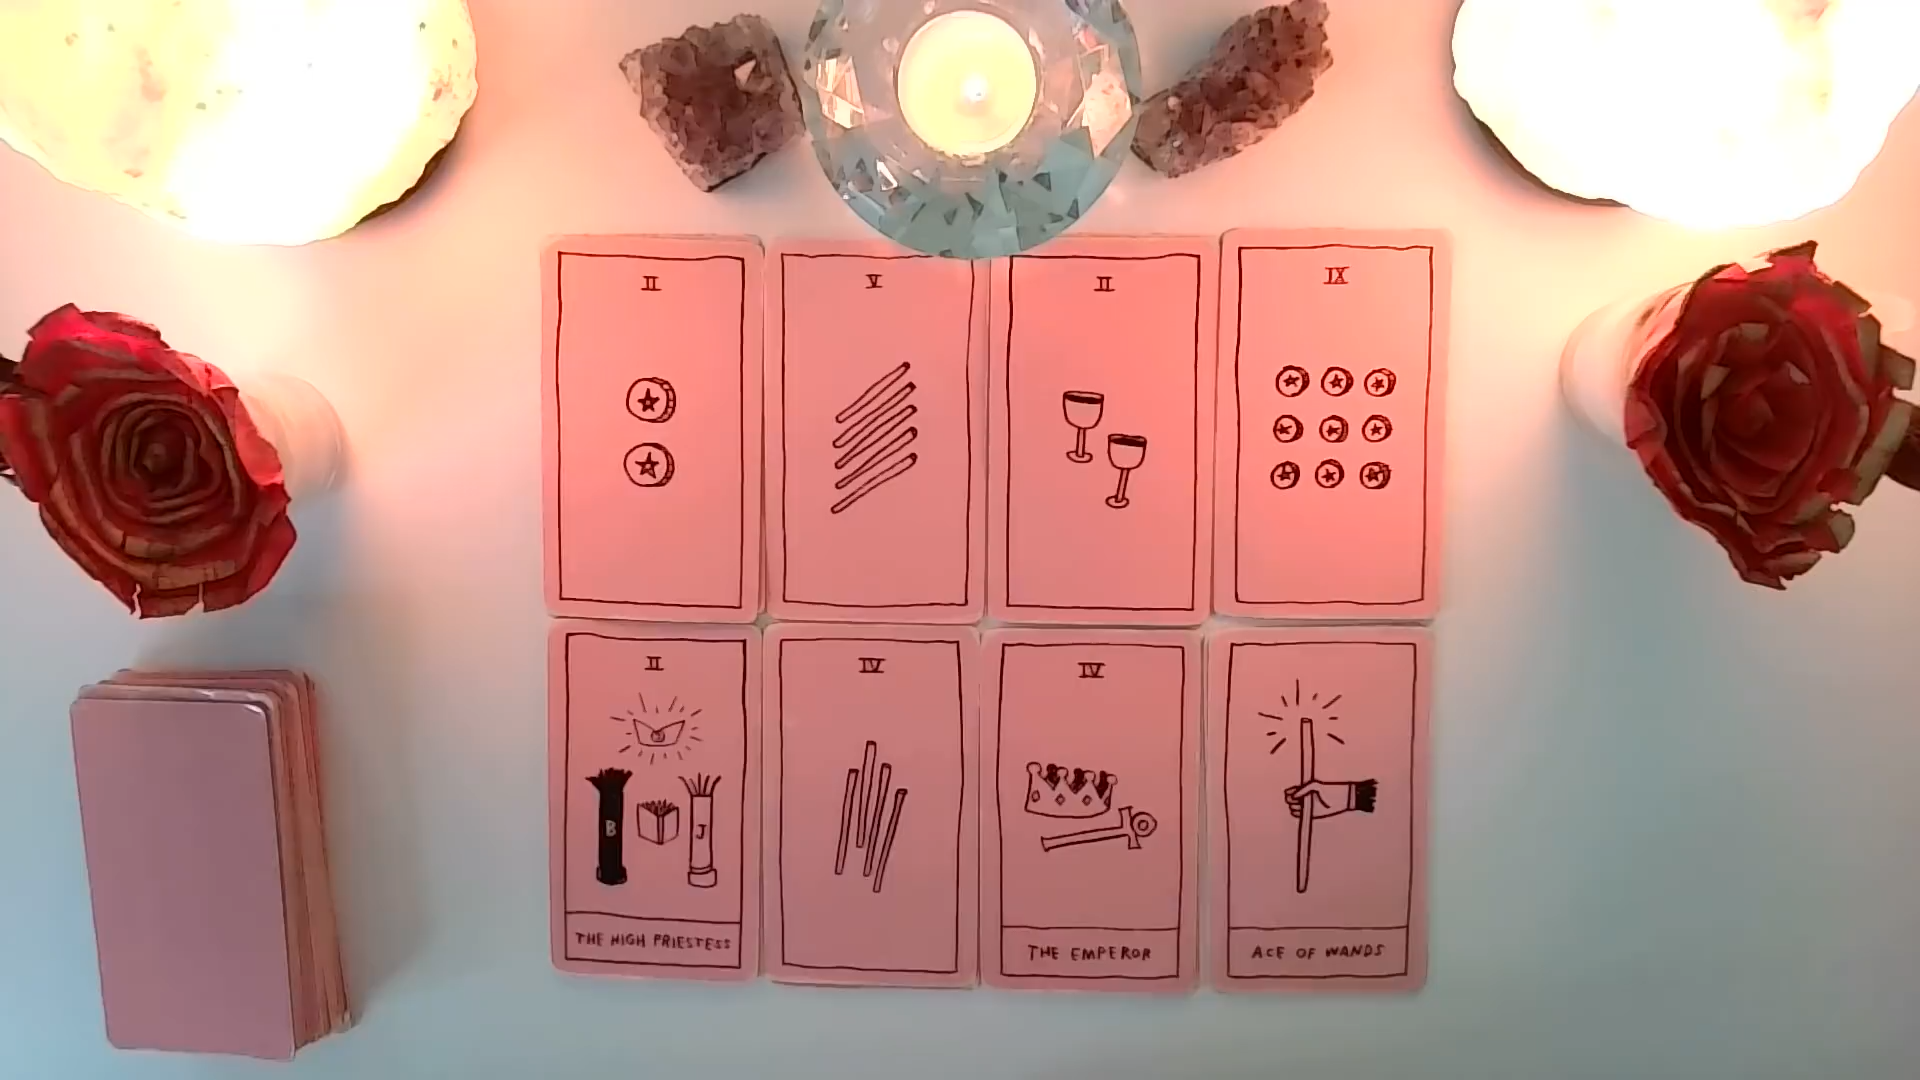 II
V
II
IX
II
B
J
THE HIGH PRIESTESS
IV
IV
THE EMPEROR
ACE OF WANDS